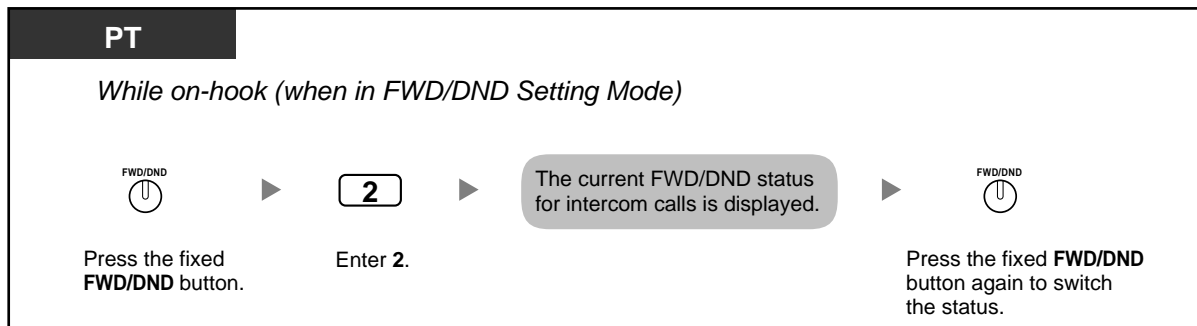 PT
While on-hook (when in FWD/DND Setting Mode)
FWD/DND
2
The current FWD/DND status
for intercom calls is displayed.
FWD/DND
Press the fixed
FWD/DND button.
Enter 2.
Press the fixed FWD/DND
button again to switch
the status.